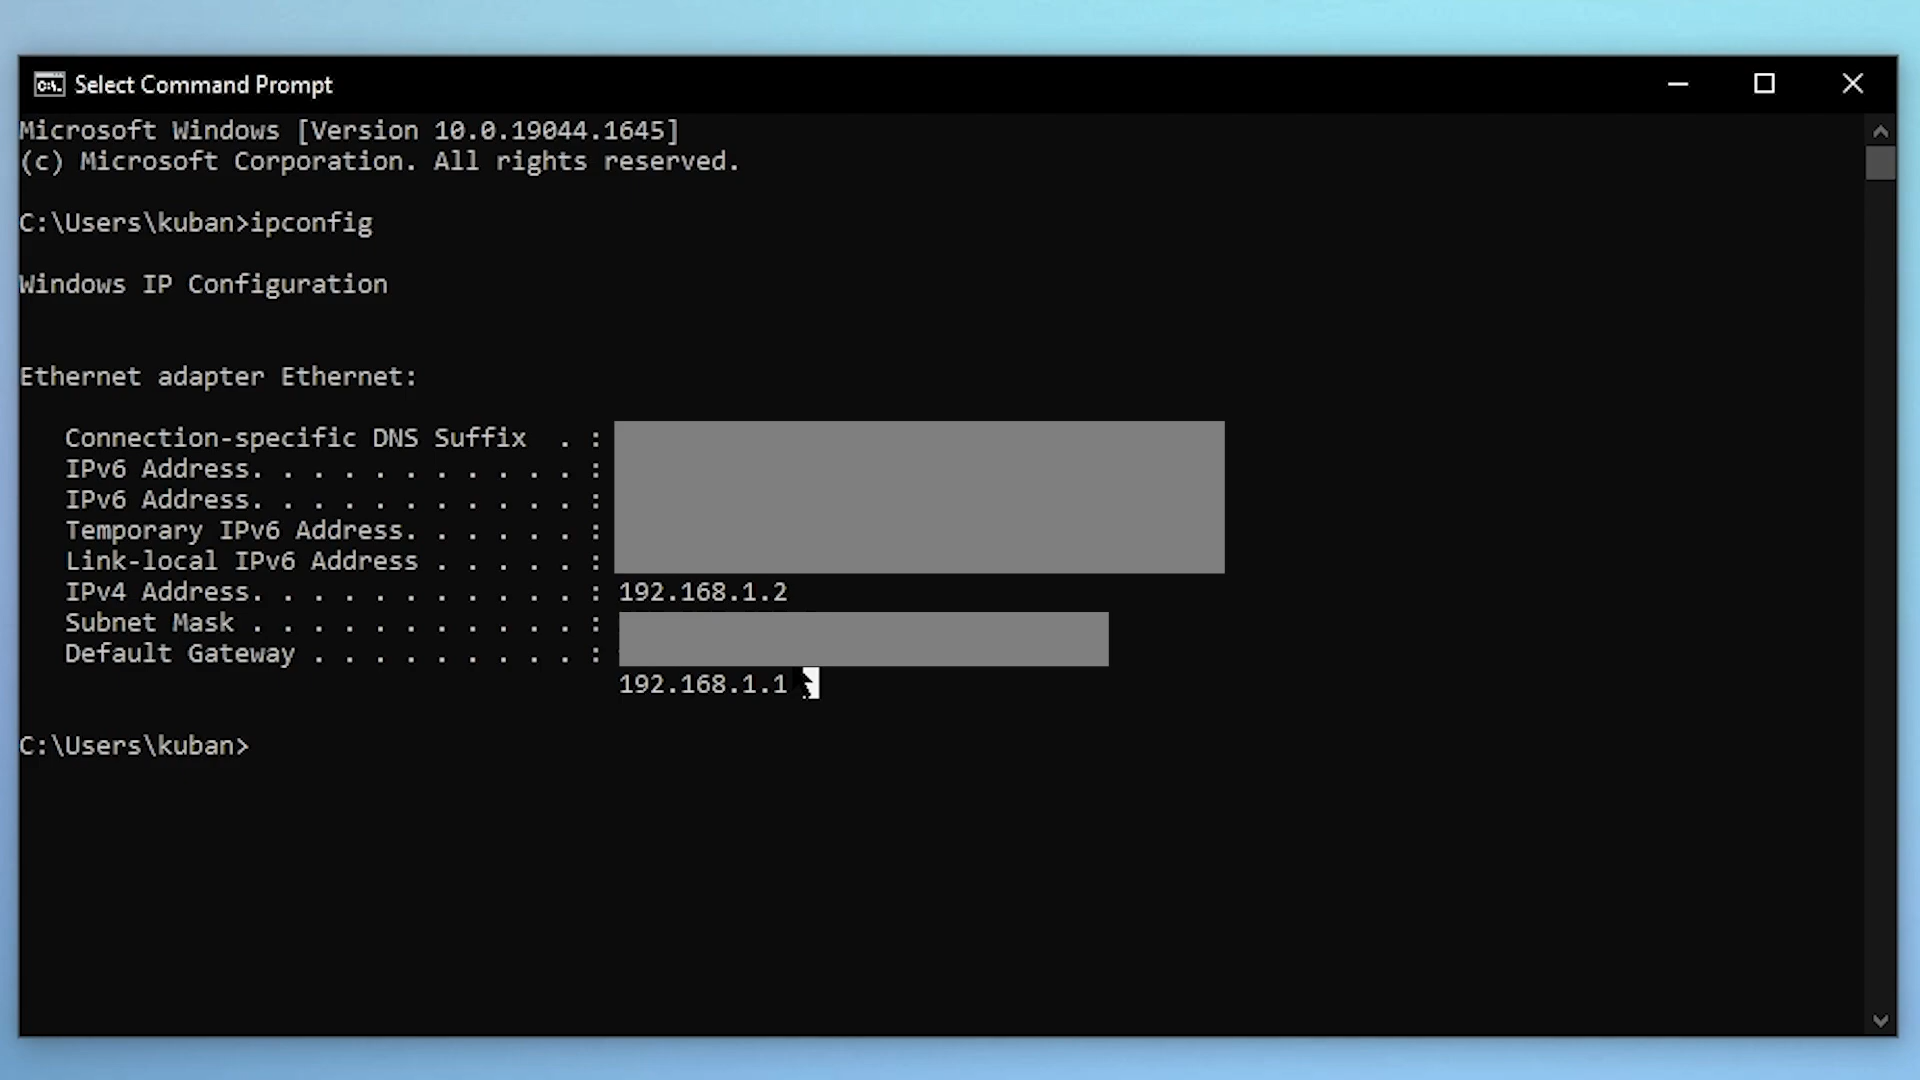 Select Command Prompt
Microsoft Windows [Version 10.0.19044.1645]
(c) Microsoft Corporation. All rights reserved.
C:\Users\kuban>ipconfig
Windows IP Configuration
Ethernet adapter Ethernet:
Connection-specific DNS Suffix . :
IPv6 Address. . . . . . . . . . . :
IPv6 Address. . . . . . . . . . . :
Temporary IPv6 Address. . . . . . :
Link-local IPv6 Address . . . . . :
IPv4 Address. . . . . . . . . . . : 192.168.1.2
Subnet Mask . . . . . . . . . . . :
Default Gateway . . . . . . . . . :
192.168.1.1
C:\Users\kuban>